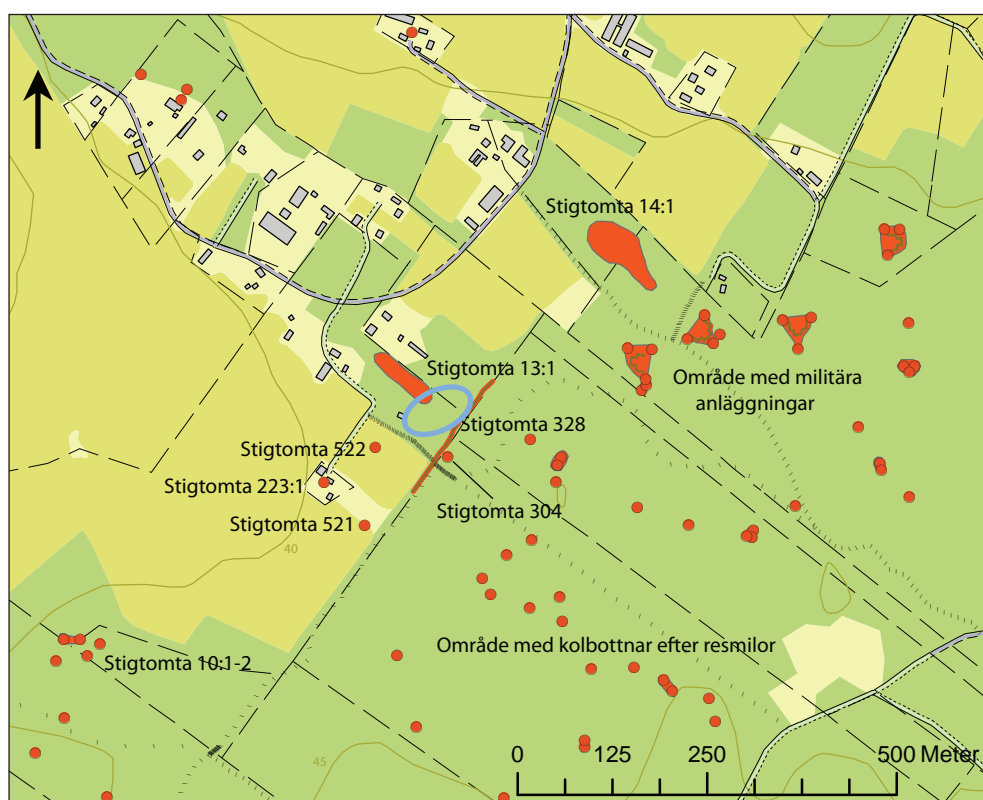 Stigtomta 14:1
Stigtomta 13:1
Område med militära
anläggningar
Stigtomta 328
Stigtomta 522
Stigtomta 223:1
Stigtomta 304
Stigtomta 521
40
Område med kolbottnar efter resmilor
Stigtomta 10:1-2
45
0 125 250 500 Meter